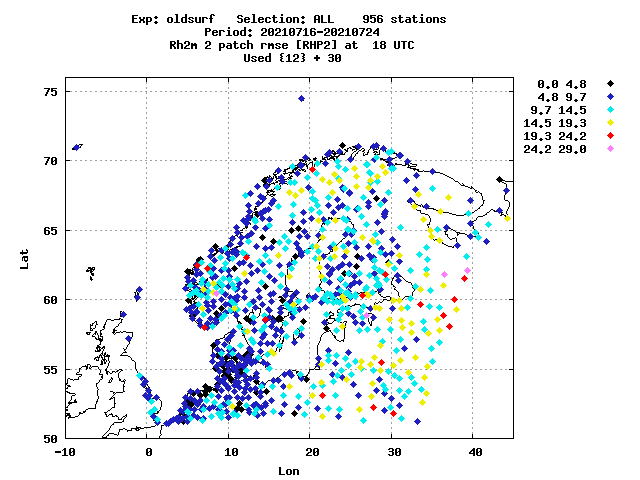 Exp: oldsurf   Selection: ALL    956 stations
Period: 20210716-20210724
Rh2m 2 patch rmse [RHP2] at  18 UTC
Used {12} + 30
0.0 4.8
4.8 9.7
9.7 14.5
14.5 19.3
19.3 24.2
24.2 29.0
75
70
65
60
55
50
Lat
-10 0 10 20 30 40
Lon